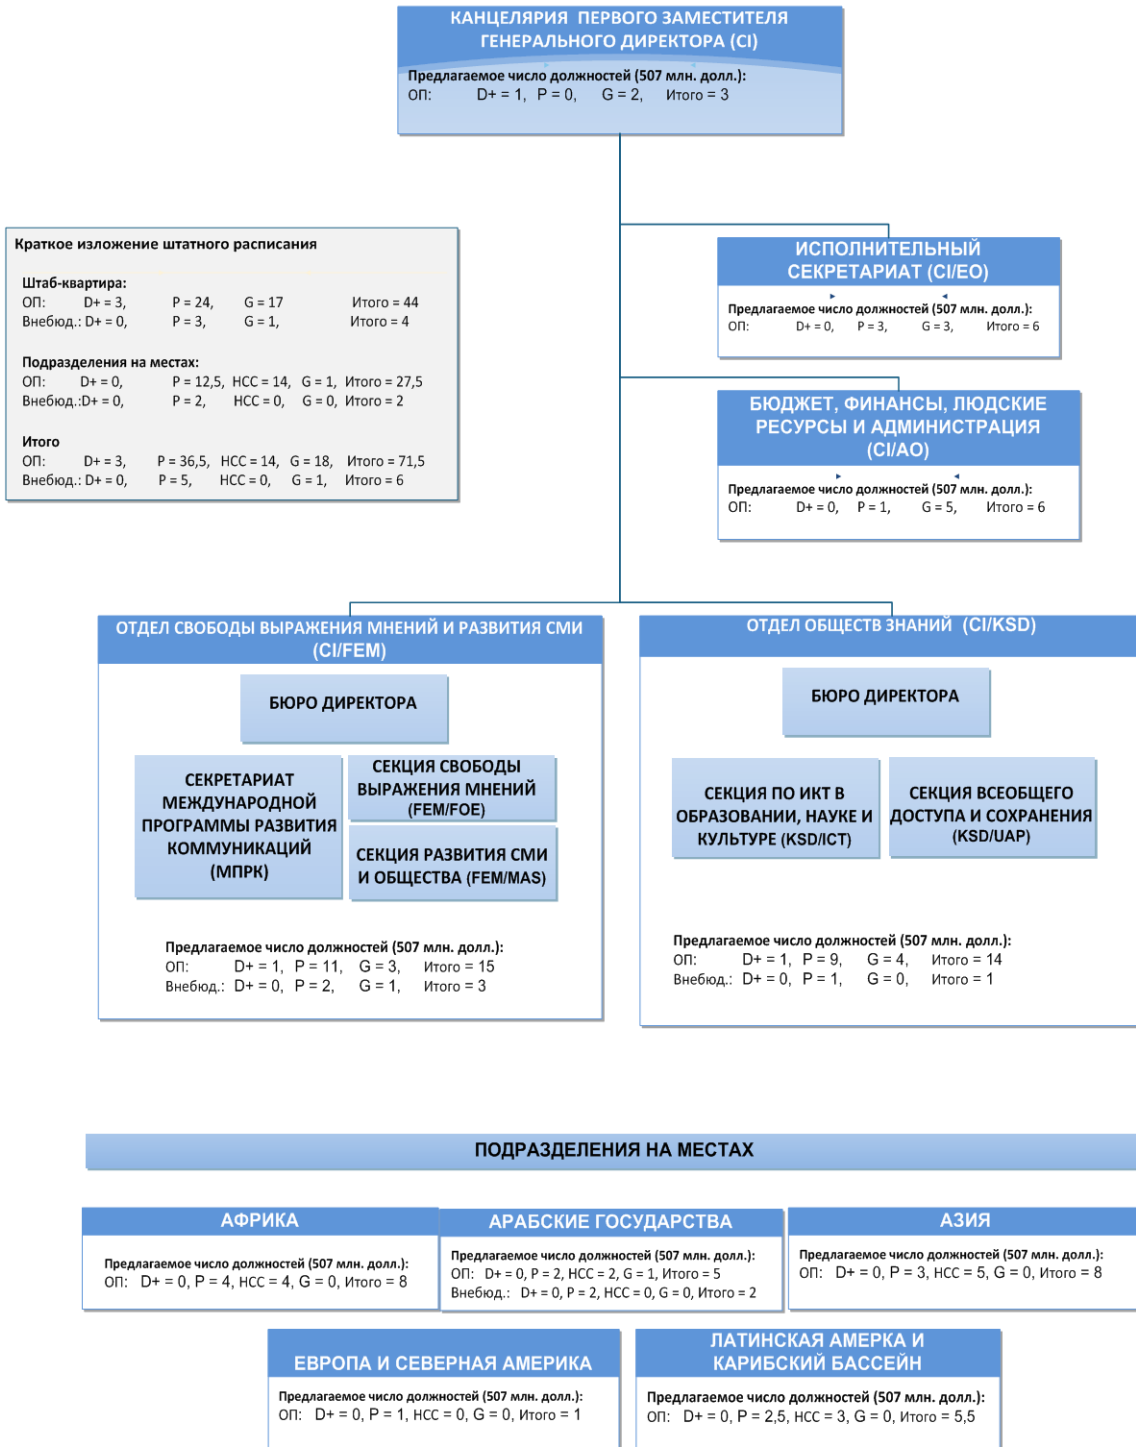 КАНЦЕЛЯРИЯ ПЕРВОГО ЗАМЕСТИТЕЛЯ
ГЕНЕРАЛЬНОГО ДИРЕКТОРА (CI)
Предлагаемое число должностей (507 млн. долл.):
ОП: D+ = 1, P = 0, G = 2, Итого = 3
Краткое изложение штатного расписания
Штаб-квартира:
ОП: D+ = 3, P = 24, G = 17 Итого = 44
Внебюд.: D+ = 0, P = 3, G = 1, Итого = 4
Подразделения на местах:
ОП: D+ = 0, P = 12,5, НСС = 14, G = 1, Итого = 27,5
Внебюд.:D+ = 0, P = 2, НСС = 0, G = 0, Итого = 2
Итого
ОП: D+ = 3, P = 36,5, НСС = 14, G = 18, Итого = 71,5
Внебюд.: D+ = 0, P = 5, НСС = 0, G = 1, Итого = 6
ИСПОЛНИТЕЛЬНЫЙ
СЕКРЕТАРИАТ (CI/EO)
Предлагаемое число должностей (507 млн. долл.):
ОП: D+ = 0, P = 3, G = 3, Итого = 6
БЮДЖЕТ, ФИНАНСЫ, ЛЮДСКИЕ
РЕСУРСЫ И АДМИНИСТРАЦИЯ
(CI/AO)
Предлагаемое число должностей (507 млн. долл.):
ОП: D+ = 0, P = 1, G = 5, Итого = 6
ОТДЕЛ СВОБОДЫ ВЫРАЖЕНИЯ МНЕНИЙ И РАЗВИТИЯ СМИ
(CI/FEM)
БЮРО ДИРЕКТОРА
СЕКРЕТАРИАТ
МЕЖДУНАРОДНОЙ
ПРОГРАММЫ РАЗВИТИЯ
КОММУНИКАЦИЙ
(МПРК)
СЕКЦИЯ СВОБОДЫ
ВЫРАЖЕНИЯ МНЕНИЙ
(FEM/FOE)
СЕКЦИЯ РАЗВИТИЯ СМИ
И ОБЩЕСТВА (FEM/MAS)
Предлагаемое число должностей (507 млн. долл.):
ОП: D+ = 1, P = 11, G = 3, Итого = 15
Внебюд.: D+ = 0, P = 2, G = 1, Итого = 3
ОТДЕЛ ОБЩЕСТВ ЗНАНИЙ (CI/KSD)
БЮРО ДИРЕКТОРА
СЕКЦИЯ ПО ИКТ В
ОБРАЗОВАНИИ, НАУКЕ И
КУЛЬТУРЕ (KSD/ICT)
СЕКЦИЯ ВСЕОБЩЕГО
ДОСТУПА И СОХРАНЕНИЯ
(KSD/UAP)
Предлагаемое число должностей (507 млн. долл.):
ОП: D+ = 1, P = 9, G = 4, Итого = 14
Внебюд.: D+ = 0, P = 1, G = 0, Итого = 1
ПОДРАЗДЕЛЕНИЯ НА МЕСТАХ
АФРИКА
Предлагаемое число должностей (507 млн. долл.):
ОП: D+ = 0, P = 4, НСС = 4, G = 0, Итого = 8
АРАБСКИЕ ГОСУДАРСТВА
Предлагаемое число должностей (507 млн. долл.):
ОП: D+ = 0, P = 2, НСС = 2, G = 1, Итого = 5
Внебюд.: D+ = 0, P = 2, НСС = 0, G = 0, Итого = 2
АЗИЯ
Предлагаемое число должностей (507 млн. долл.):
ОП: D+ = 0, P = 3, НСС = 5, G = 0, Итого = 8
ЕВРОПА И СЕВЕРНАЯ АМЕРИКА
Предлагаемое число должностей (507 млн. долл.):
ОП: D+ = 0, P = 1, НСС = 0, G = 0, Итого = 1
ЛАТИНСКАЯ АМЕРКА И
КАРИБСКИЙ БАССЕЙН
Предлагаемое число должностей (507 млн. долл.):
ОП: D+ = 0, P = 2,5, НСС = 3, G = 0, Итого = 5,5